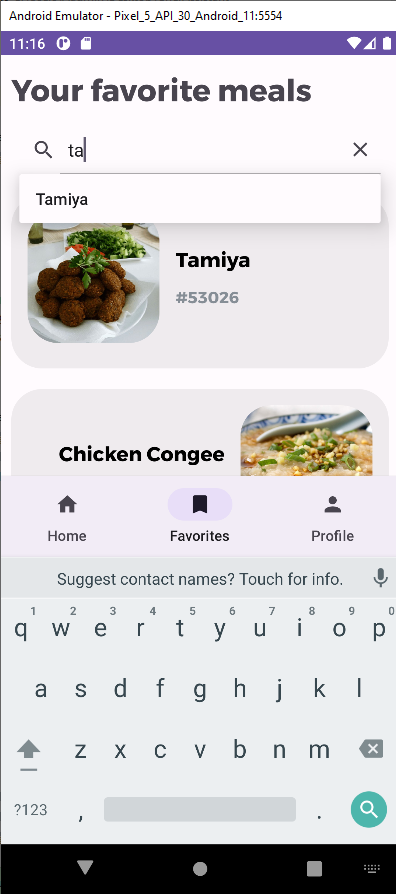 Android Emulator - Pixel_5_API_30_Android_11:5554
11:16
Your favorite meals
ta
Tamiya
Tamiya
#53026
Chicken Congee
Home Favorites Profile
Suggest contact names? Touch for info.
1 2 3 4 5 6 7 8 9 0
q w e r t y u i o p
a s d f g h j k l
z x c v b n m
?123 , .